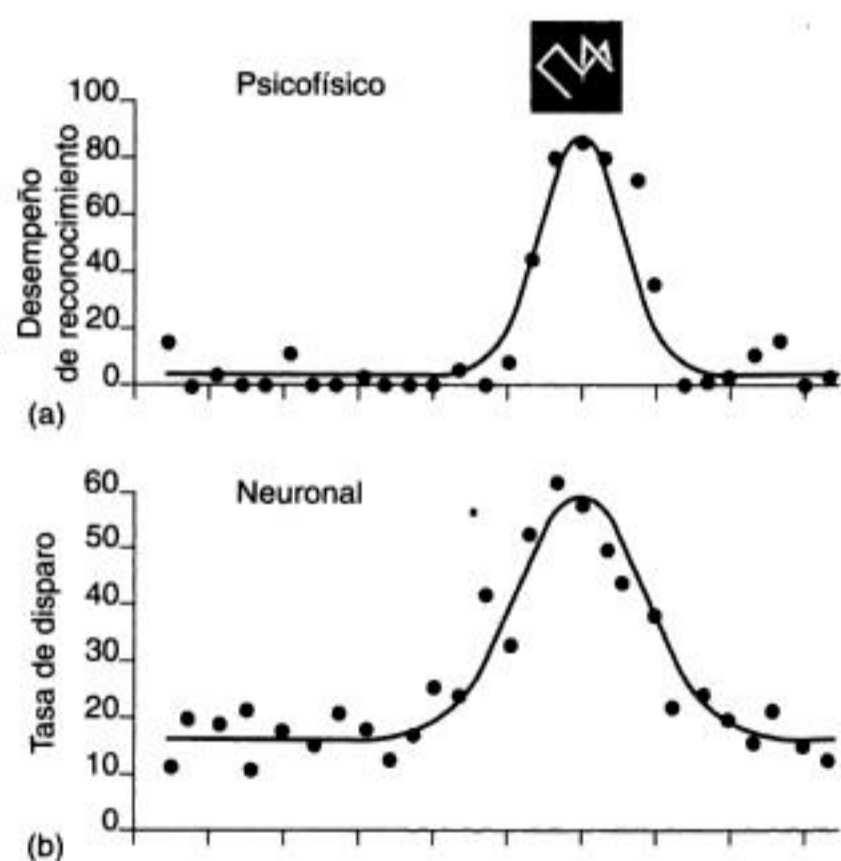 Psicofísico
Desempeño
de reconocimiento
100
80
60
40
20
0
(a)
Neuronal
Tasa de disparo
60
50
40
30
20
10
0
(b)